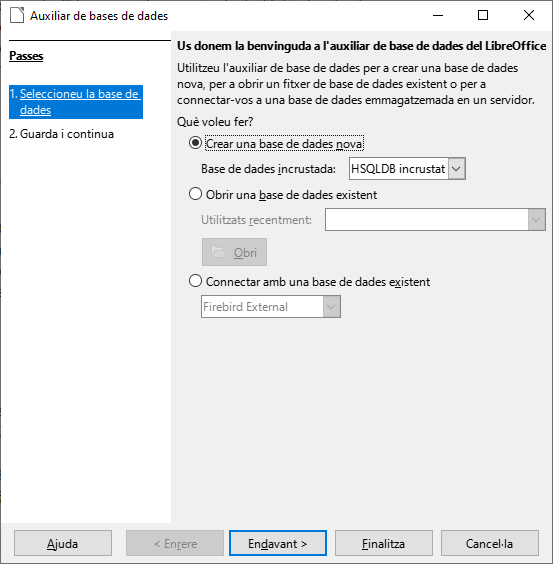 Auxiliar de bases de dades
Passes
1. Seleccioneu la base de
dades
2. Guarda i continua
Us donem la benvinguda a l'auxiliar de base de dades del LibreOffice
Utilitzeu l'auxiliar de base de dades per a crear una base de dades
nova, per a obrir un fitxer de base de dades existent o per a
connectar-vos a una base de dades emmagatzemada en un servidor.
Què voleu fer?
Crear una base de dades nova
Base de dades incrustada: HSQLDB incrustat
Obrir una base de dades existent
Utilitzats recentment:
Obri
Connectar amb una base de dades existent
Firebird External
Ajuda < Enrere Endavant > Finalitza Cancel·la